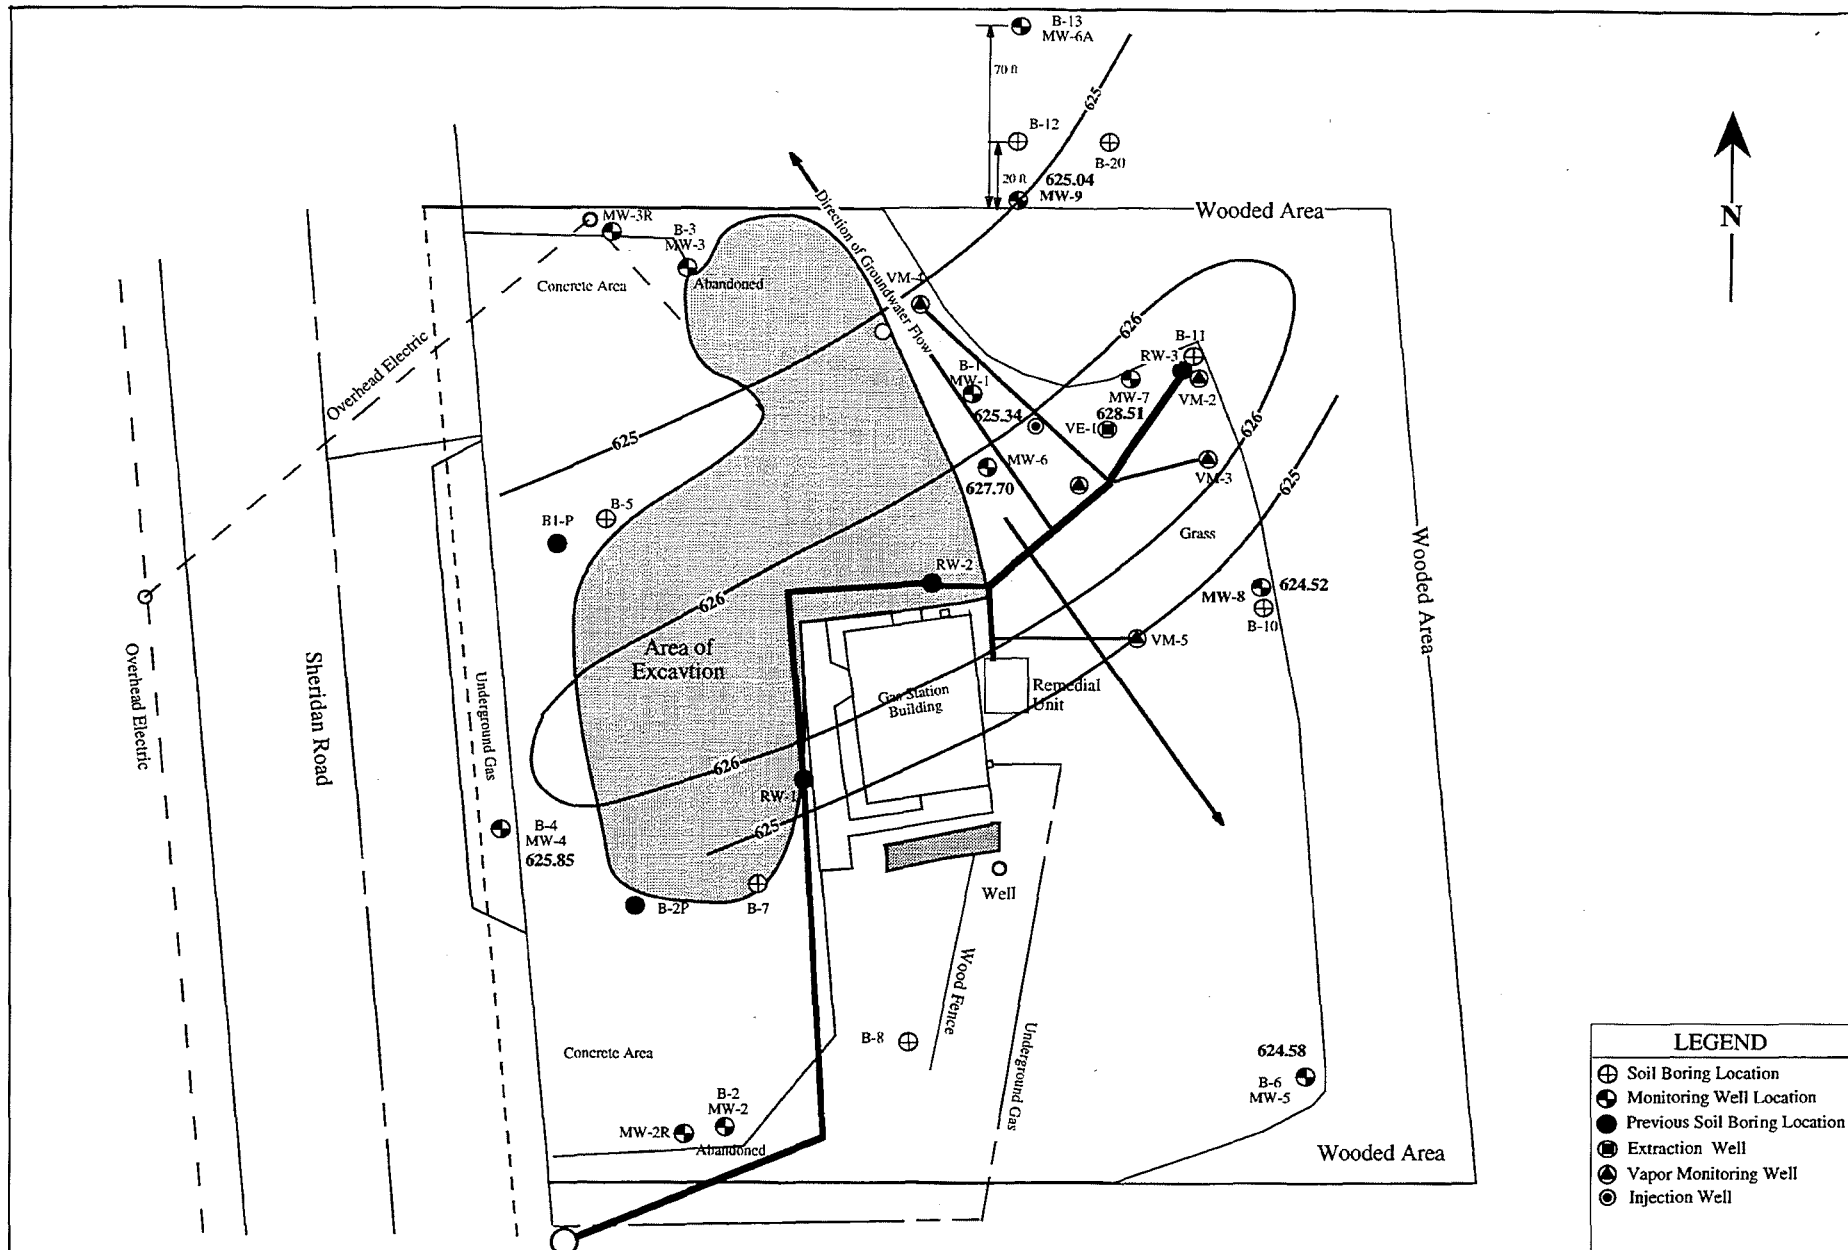 B-13
MW-6A
70 ft
625
B-12
B-20
20 ft
625.04
MW-9
Wooded Area
N
MW-3R
B-3
MW-3
Abandoned
Concrete Area
Direction of Groundwater Flow
VM-4
Overhead Electric
626
B-11
RW-3
B-1
MW-1
MW-7
VM-2
625.34
628.51
VE-1
626
625
MW-6
627.70
VM-3
625
B-5
B1-P
Grass
Wooded Area
RW-2
MW-8
624.52
B-10
626
Area of
Excavtion
VM-5
Overhead Electric
Sheridan Road
Underground Gas
Gas Station
Building
Remedial
Unit
626
RW-1
625
B-4
MW-4
625.85
B-2P
B-7
Well
Wood Fence
Underground Gas
B-8
Concrete Area
624.58
B-6
MW-5
B-2
MW-2
MW-2R
Abandoned
Wooded Area
LEGEND
Soil Boring Location
Monitoring Well Location
Previous Soil Boring Location
Extraction Well
Vapor Monitoring Well
Injection Well